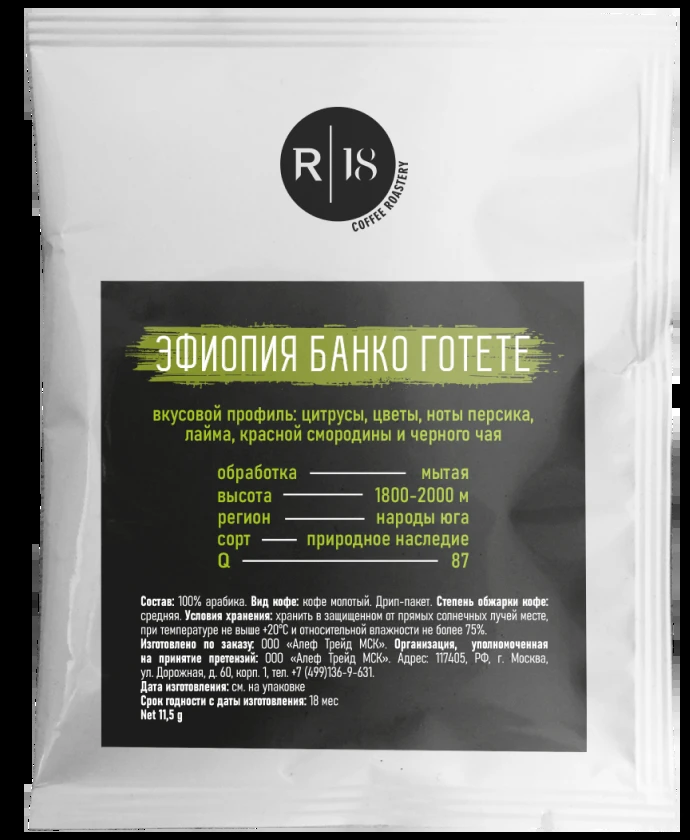 R 18
COFFEE ROASTERY
ЭФИОПИЯ БАНКО ГОТЕТЕ
вкусовой профиль: цитрусы, цветы, ноты персика,
лайма, красной смородины и черного чая
обработка мытая
высота 1800-2000 м
регион народы юга
сорт природное наследие
Q 87
Состав: 100% арабика. Вид кофе: кофе молотый. Дрип-пакет. Степень обжарки кофе:
средняя. Условия хранения: хранить в защищенном от прямых солнечных лучей месте,
при температуре не выше +20°С и относительной влажности не более 75%.
Изготовлено по заказу: ООО «Алеф Трейд МСК». Организация, уполномоченная
на принятие претензий: ООО «Алеф Трейд МСК». Адрес: 117405, РФ, г. Москва,
ул. Дорожная, д. 60, корп. 1, тел. +7 (499)136-9-631.
Дата изготовления: см. на упаковке
Срок годности с даты изготовления: 18 мес
Net 11,5 g